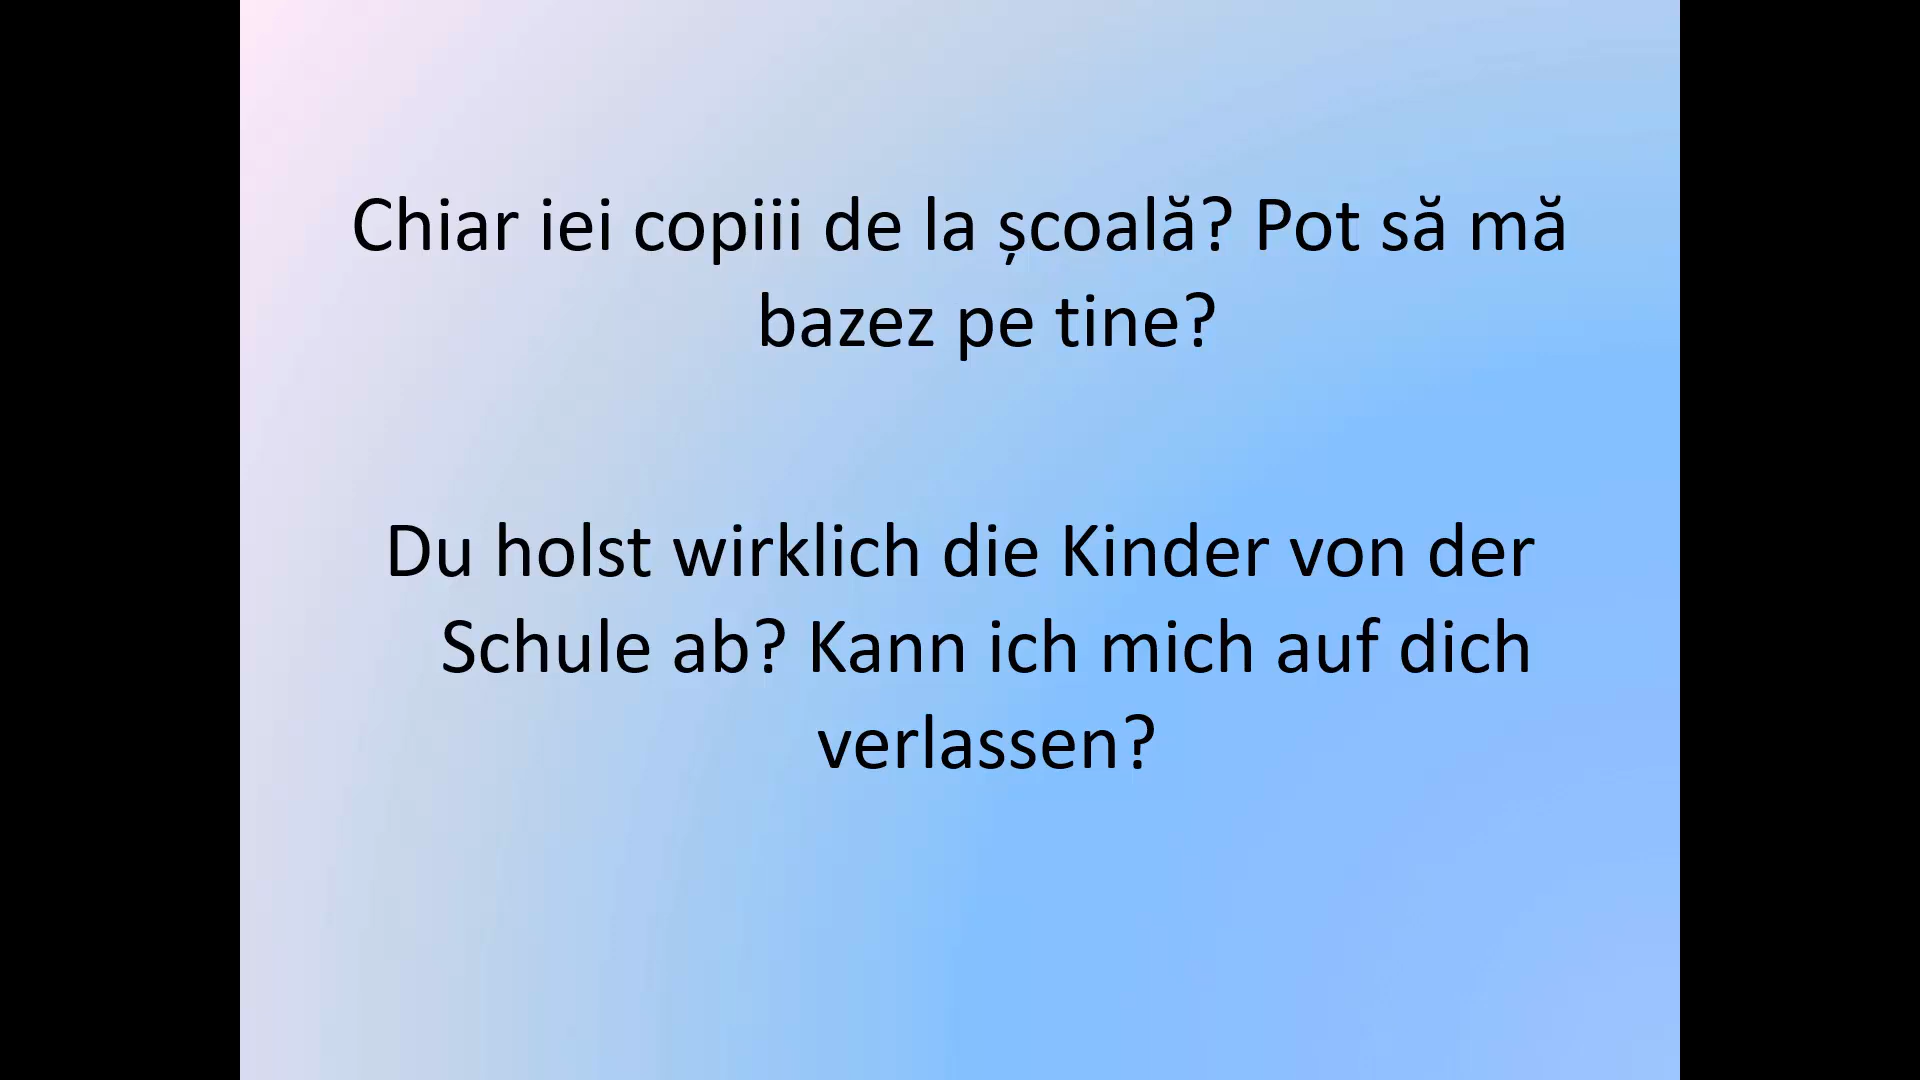 Chiar iei copiii de la școală? Pot să mă
bazez pe tine?
Du holst wirklich die Kinder von der
Schule ab? Kann ich mich auf dich
verlassen?